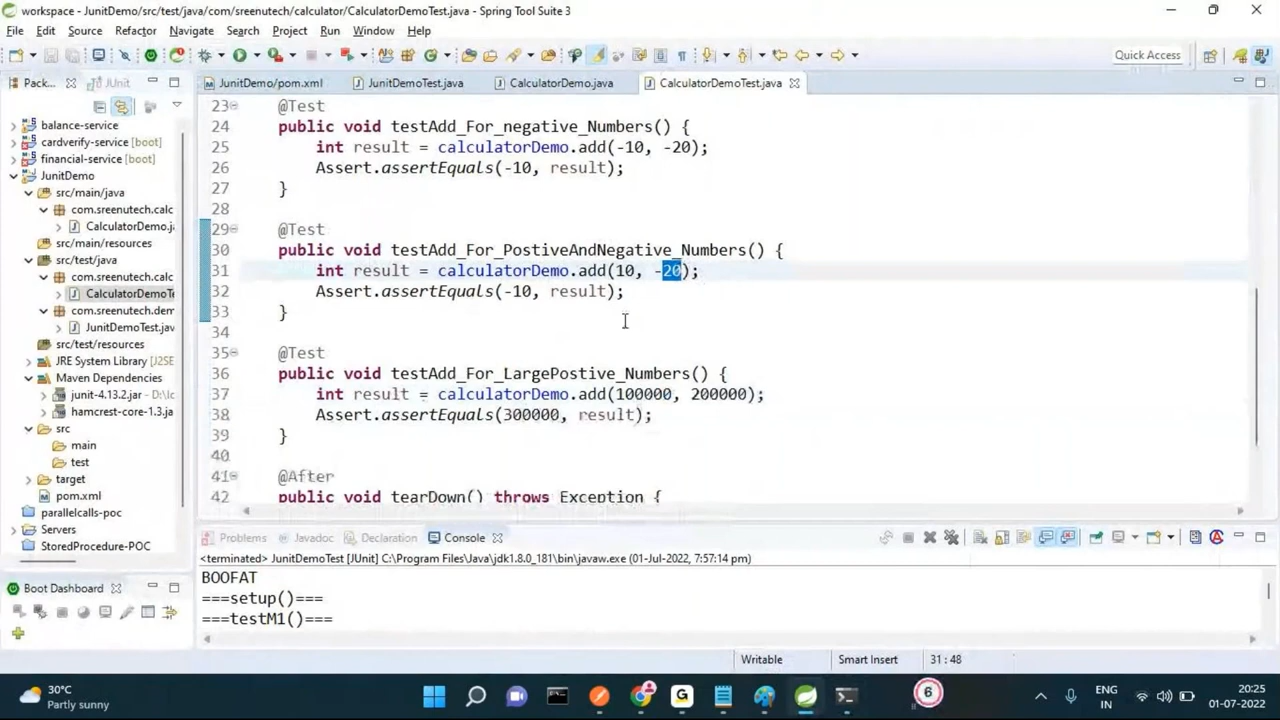 workspace - JunitDemo/src/test/java/com/sreenutech/calculator/CalculatorDemoTest.java - Spring Tool Suite 3
File Edit Source Refactor Navigate Search Project Run Window Help
Quick Access
Pack... JUnit
JunitDemo/pom.xml JunitDemoTest.java CalculatorDemo.java CalculatorDemoTest.java
balance-service
cardverify-service [boot]
financial-service [boot]
JunitDemo
src/main/java
com.sreenutech.calc
CalculatorDemo.j
src/main/resources
src/test/java
com.sreenutech.calc
CalculatorDemoTe
com.sreenutech.dem
JunitDemoTest.jav
src/test/resources
JRE System Library [J2SE
Maven Dependencies
junit-4.13.2.jar - D:\
hamcrest-core-1.3.ja
src
main
test
target
pom.xml
parallelcalls-poc
Servers
StoredProcedure-POC
Boot Dashboard
23 @Test
24 public void testAdd_For_negative_Numbers() {
25 int result = calculatorDemo.add(-10, -20);
26 Assert.assertEquals(-10, result);
27 }
28
29 @Test
30 public void testAdd_For_PostiveAndNegative_Numbers() {
31 int result = calculatorDemo.add(10, -20);
32 Assert.assertEquals(-10, result);
33 }
34
35 @Test
36 public void testAdd_For_LargePostive_Numbers() {
37 int result = calculatorDemo.add(100000, 200000);
38 Assert.assertEquals(300000, result);
39 }
40
41 @After
42 public void tearDown() throws Exception {
Problems Javadoc Declaration Console
<terminated> JunitDemoTest [JUnit] C:\Program Files\Java\jdk1.8.0_181\bin\javaw.exe (01-Jul-2022, 7:57:14 pm)
BOOFAT
===setup()===
===testM1()===
Writable Smart Insert 31 : 48
30°C
Partly sunny
G
6
ENG
IN
20:25
01-07-2022